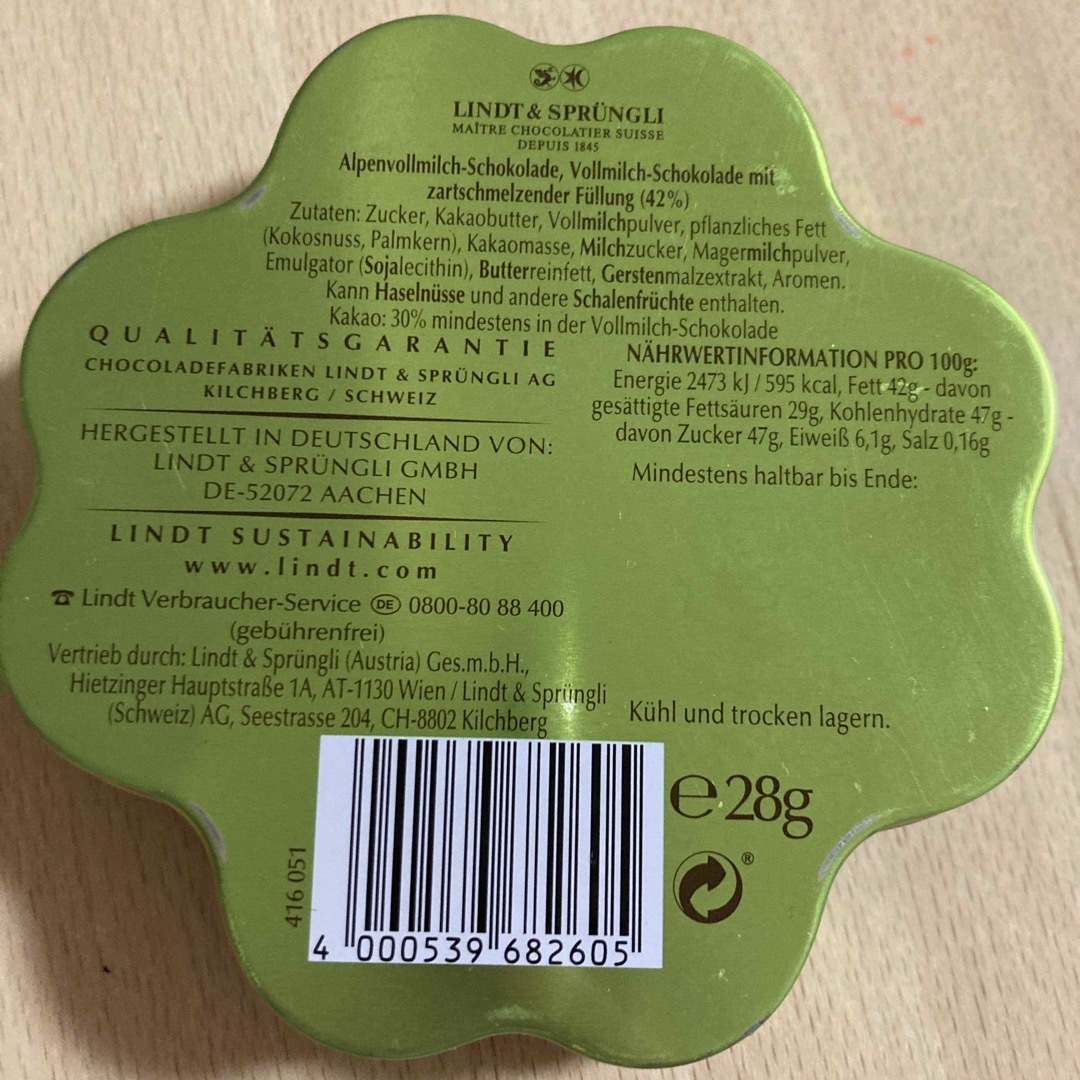 LINDT & SPRÜNGLI
MAÎTRE CHOCOLATIER SUISSE
DEPUIS 1845
Alpenvollmilch-Schokolade, Vollmilch-Schokolade mit
zartschmelzender Füllung (42%)
Zutaten: Zucker, Kakaobutter, Vollmilchpulver, pflanzliches Fett
(Kokosnuss, Palmkern), Kakaomasse, Milchzucker, Magermilchpulver,
Emulgator (Sojalecithin), Butterreinfett, Gerstenmalzextrakt, Aromen.
Kann Haselnüsse und andere Schalenfrüchte enthalten.
Kakao: 30% mindestens in der Vollmilch-Schokolade
QUALITÄTSGARANTIE
CHOCOLADEFABRIKEN LINDT & SPRÜNGLI AG
KILCHBERG / SCHWEIZ
HERGESTELLT IN DEUTSCHLAND VON:
LINDT & SPRÜNGLI GMBH
DE-52072 AACHEN
LINDT SUSTAINABILITY
www.lindt.com
☎ Lindt Verbraucher-Service DE 0800-80 88 400
(gebührenfrei)
Vertrieb durch: Lindt & Sprüngli (Austria) Ges.m.b.H.,
Hietzinger Hauptstraße 1A, AT-1130 Wien / Lindt & Sprüngli
(Schweiz) AG, Seestrasse 204, CH-8802 Kilchberg
NÄHRWERTINFORMATION PRO 100g:
Energie 2473 kJ / 595 kcal, Fett 42g - davon
gesättigte Fettsäuren 29g, Kohlenhydrate 47g -
davon Zucker 47g, Eiweiß 6,1g, Salz 0,16g
Mindestens haltbar bis Ende:
Kühl und trocken lagern.
℮ 28g
®
416 051
4 000539 682605